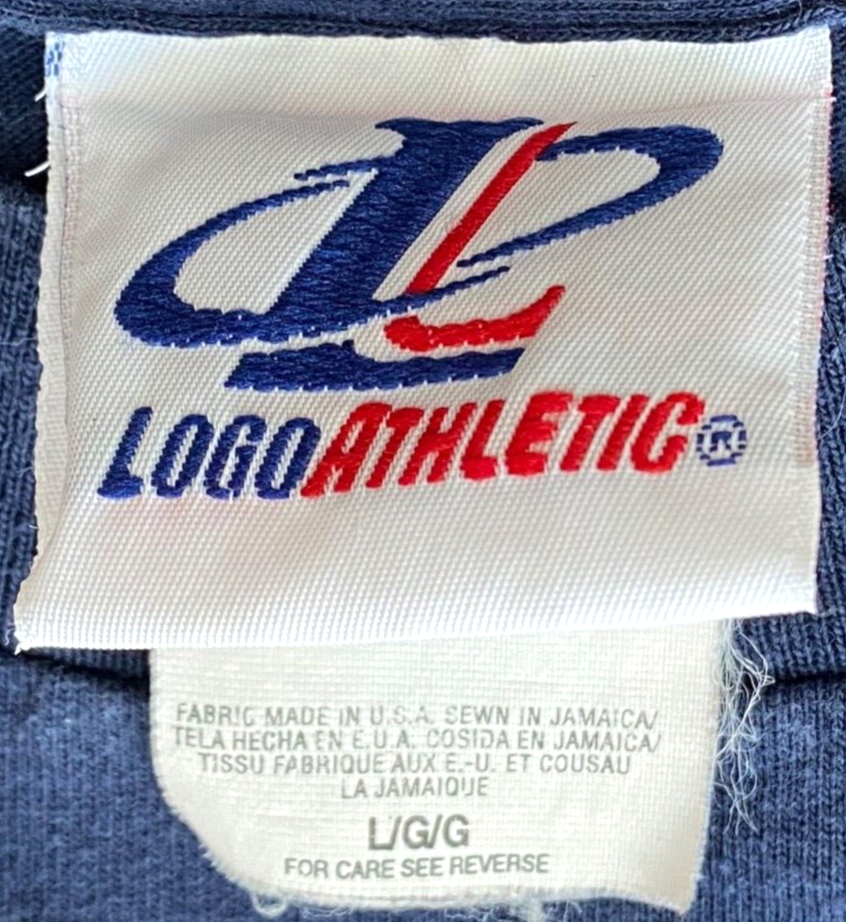 LOGOATHLETIC®
FABRIC MADE IN U.S.A. SEWN IN JAMAICA/
TELA HECHA EN E.U.A. COSIDA EN JAMAICA/
TISSU FABRIQUE AUX E.-U. ET COUSAU
LA JAMAIQUE
L/G/G
FOR CARE SEE REVERSE